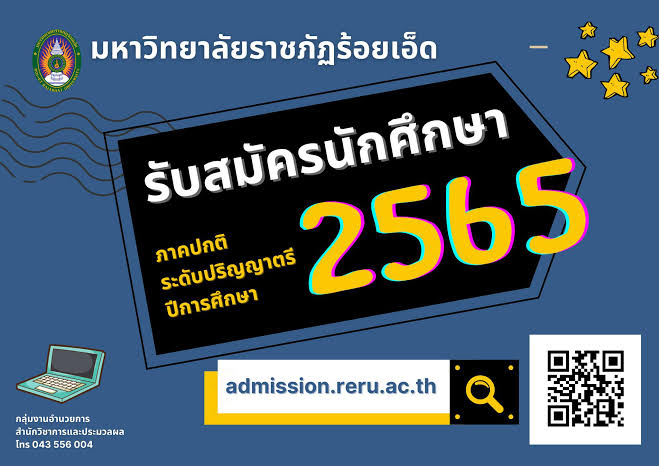 มหาวิทยาลัยราชภัฏร้อยเอ็ด
รับสมัครนักศึกษา
ภาคปกติ
ระดับปริญญาตรี
ปีการศึกษา
2565
admission.reru.ac.th
กลุ่มงานอำนวยการ
สำนักวิชาการและประมวลผล
โทร 043 556 004